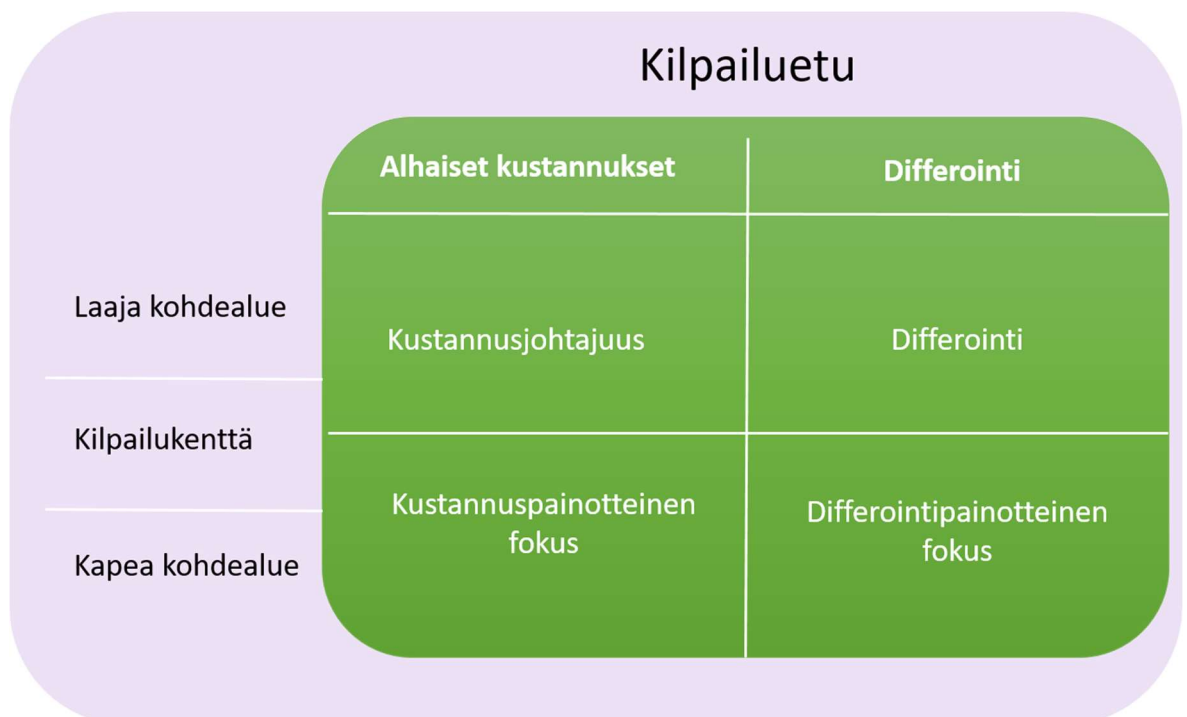 Kilpailuetu
Alhaiset kustannukset
Differointi
Laaja kohdealue
Kustannusjohtajuus
Differointi
Kilpailukenttä
Kustannuspainotteinen
fokus
Differointipainotteinen
fokus
Kapea kohdealue